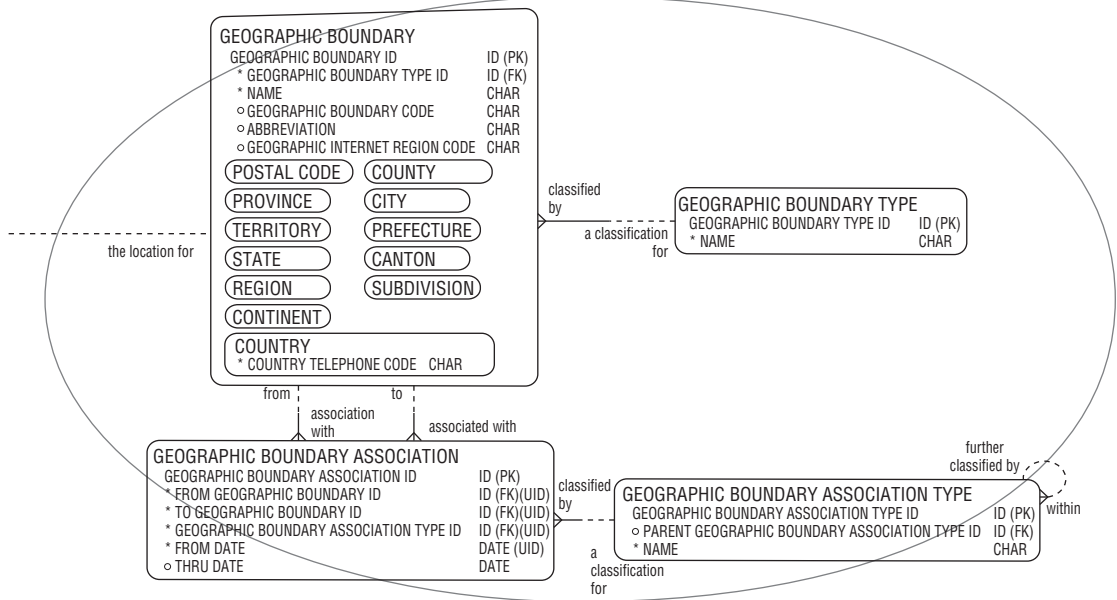 GEOGRAPHIC BOUNDARY
GEOGRAPHIC BOUNDARY ID ID (PK)
* GEOGRAPHIC BOUNDARY TYPE ID ID (FK)
* NAME CHAR
o GEOGRAPHIC BOUNDARY CODE CHAR
o ABBREVIATION CHAR
o GEOGRAPHIC INTERNET REGION CODE CHAR
POSTAL CODE COUNTY
PROVINCE CITY
TERRITORY PREFECTURE
STATE CANTON
REGION SUBDIVISION
CONTINENT
COUNTRY
* COUNTRY TELEPHONE CODE CHAR
the location for
classified
by
a classification
for
GEOGRAPHIC BOUNDARY TYPE
GEOGRAPHIC BOUNDARY TYPE ID ID (PK)
* NAME CHAR
from to
association
with
associated with
GEOGRAPHIC BOUNDARY ASSOCIATION
GEOGRAPHIC BOUNDARY ASSOCIATION ID ID (PK)
* FROM GEOGRAPHIC BOUNDARY ID ID (FK)(UID)
* TO GEOGRAPHIC BOUNDARY ID ID (FK)(UID)
* GEOGRAPHIC BOUNDARY ASSOCIATION TYPE ID ID (FK)(UID)
* FROM DATE DATE (UID)
o THRU DATE DATE
classified
by
a
classification
for
further
classified by
within
GEOGRAPHIC BOUNDARY ASSOCIATION TYPE
GEOGRAPHIC BOUNDARY ASSOCIATION TYPE ID ID (PK)
o PARENT GEOGRAPHIC BOUNDARY ASSOCIATION TYPE ID ID (FK)
* NAME CHAR